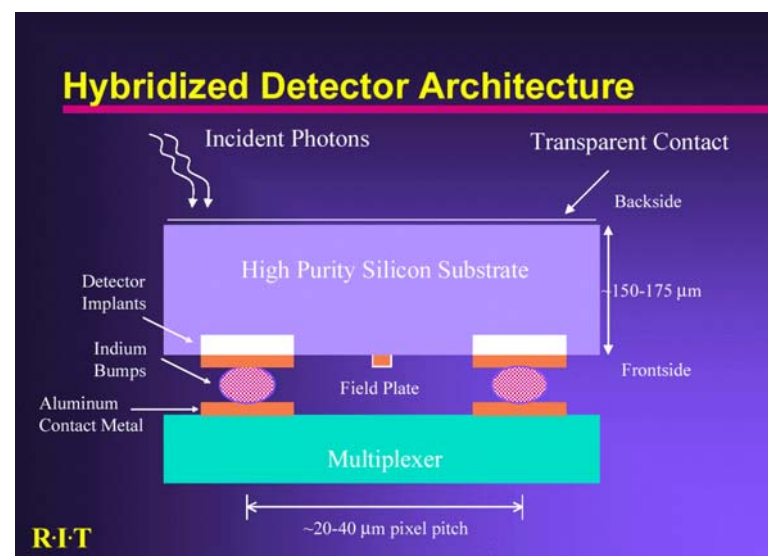 Hybridized Detector Architecture
Incident Photons
Transparent Contact
Backside
High Purity Silicon Substrate
Detector
Implants
~150-175 μm
Indium
Bumps
Field Plate
Frontside
Aluminum
Contact Metal
Multiplexer
~20-40 μm pixel pitch
R·I·T